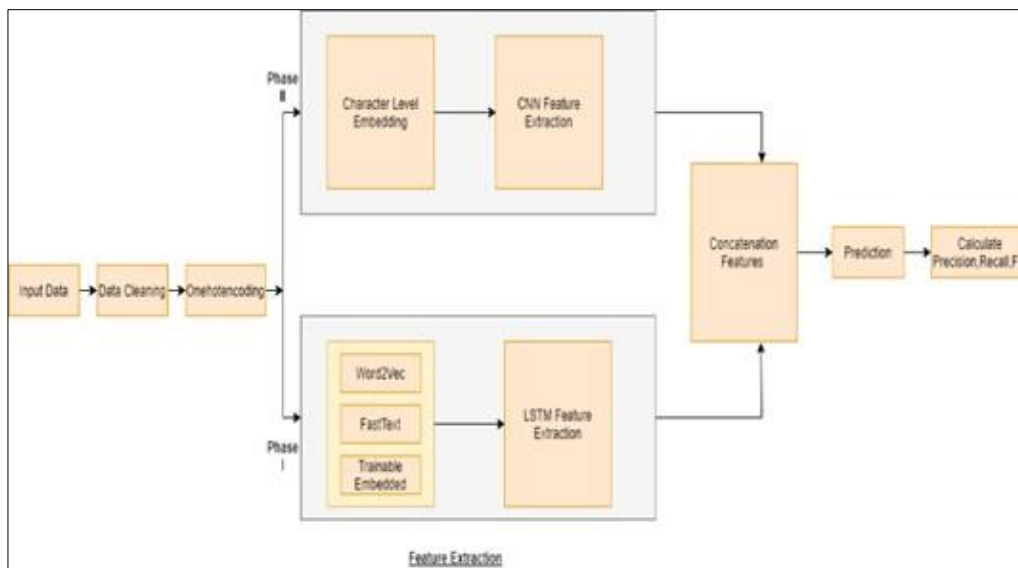 Phase
II
Character Level
Embedding
CNN Feature
Extraction
Input Data
Data Cleaning
Onehotencoding
Concatenation
Features
Prediction
Calculate
Precision,Recall,F
Word2Vec
FastText
Trainable
Embedded
LSTM Feature
Extraction
Phase
I
Feature Extraction